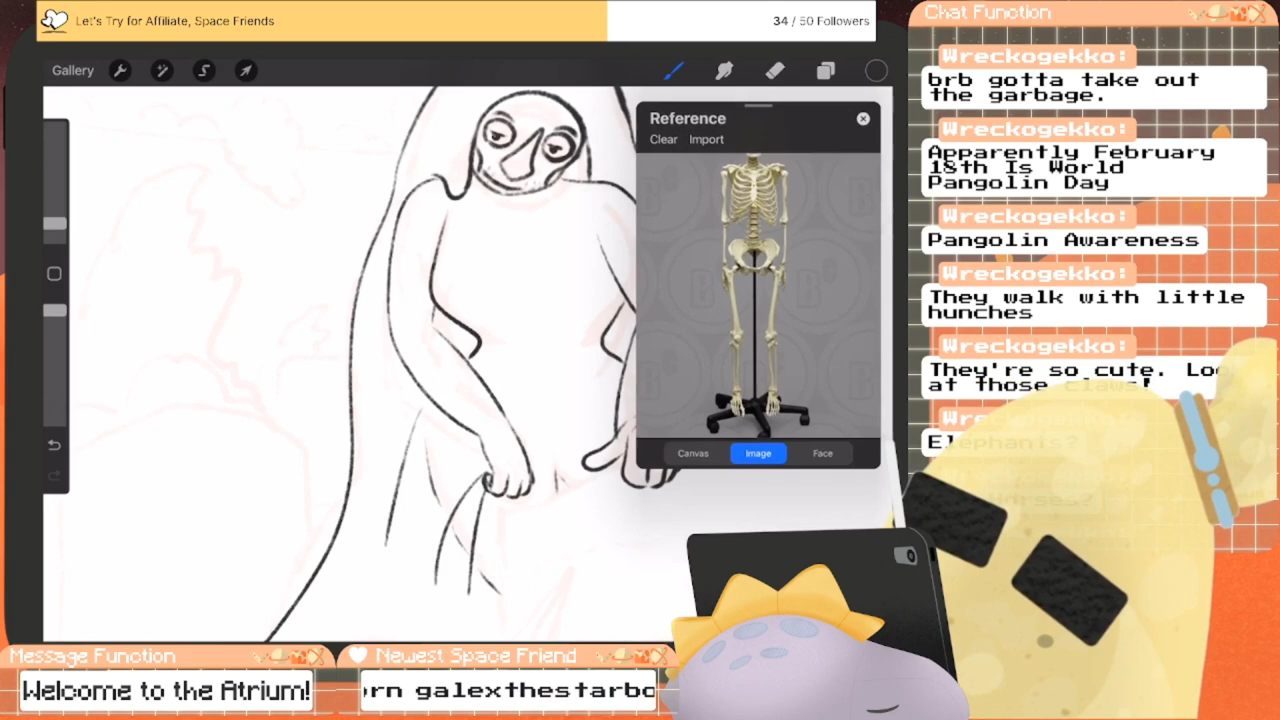 Let's Try for Affiliate, Space Friends
34 / 50 Followers
Gallery
Reference
Clear Import
Canvas Image Face
Chat Function
Wreckogekko:
brb gotta take out
the garbage.
Wreckogekko:
Apparently February
18th Is World
Pangolin Day
Wreckogekko:
Pangolin Awareness
Wreckogekko:
They walk with little
hunches
Wreckogekko:
They're so cute.
at those claws!
Message Function
Welcome to the Atrium!
Newest Space Friend
galexthestarbo